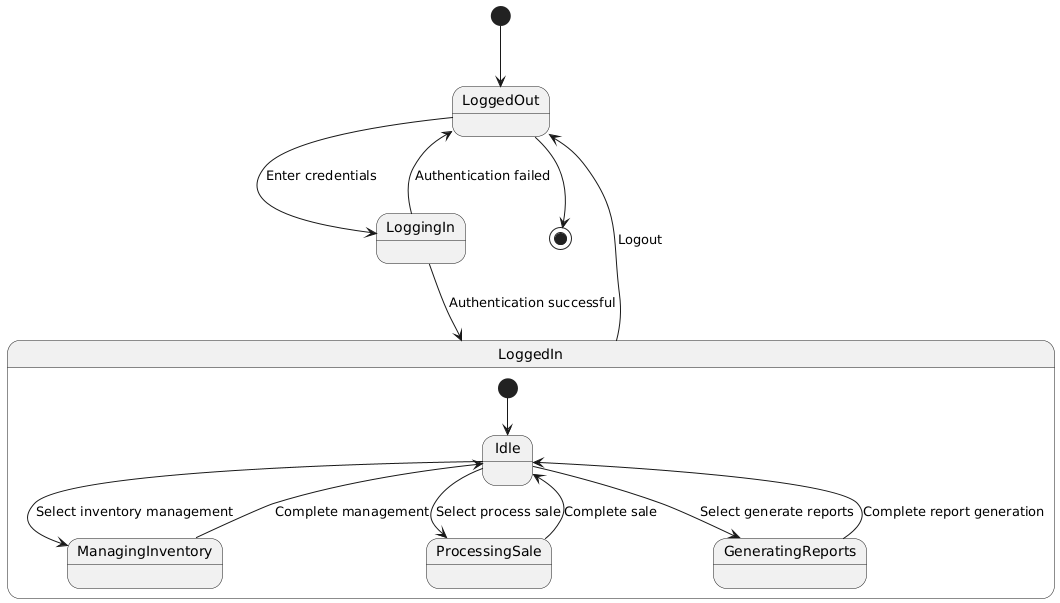 LoggedOut
Enter credentials
Authentication failed
LoggingIn
Logout
Authentication successful
LoggedIn
Idle
Select inventory management
Complete management
Select process sale
Complete sale
Select generate reports
Complete report generation
ManagingInventory
ProcessingSale
GeneratingReports